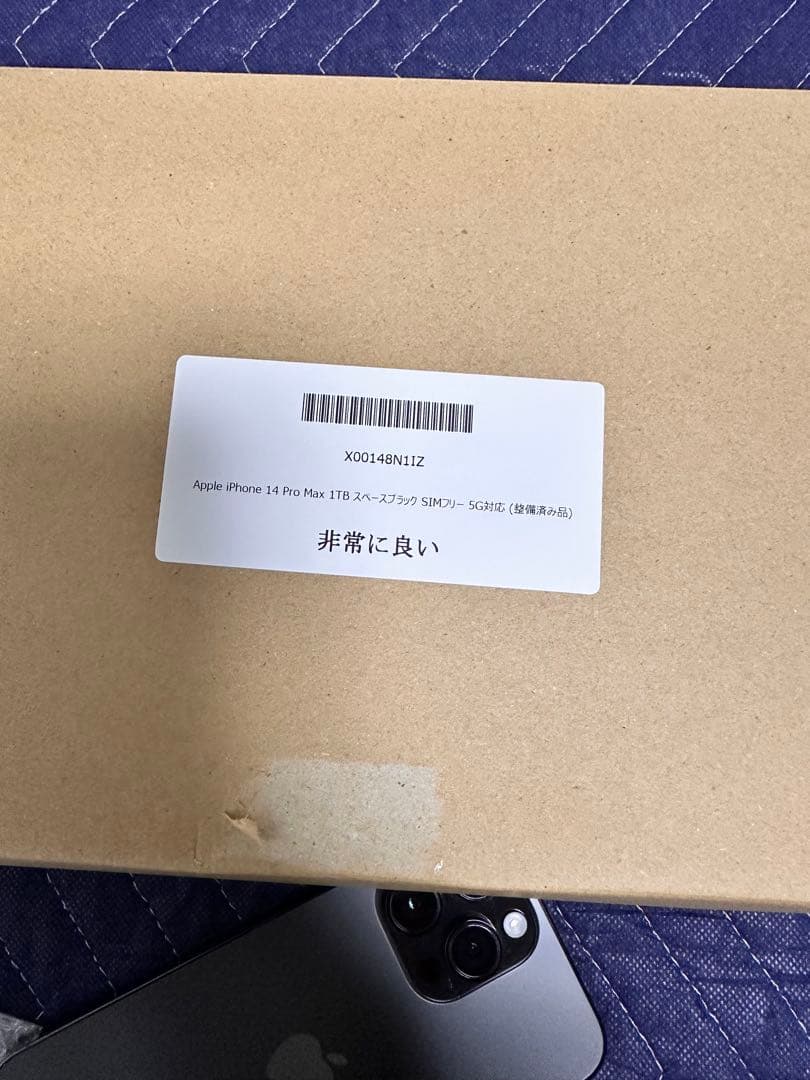 X00148N1IZ
Apple iPhone 14 Pro Max 1TB スペースブラック SIMフリー 5G対応 (整備済み品)
非常に良い